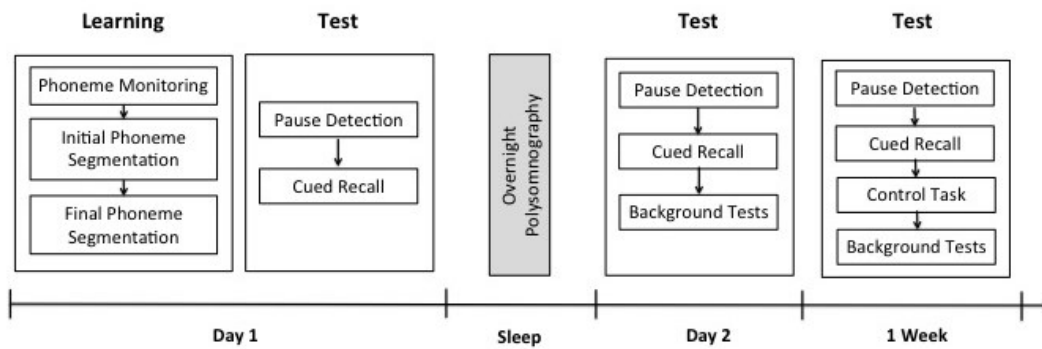 Learning
Phoneme Monitoring
Initial Phoneme
Segmentation
Final Phoneme
Segmentation
Test
Pause Detection
Cued Recall
Overnight
Polysomnography
Test
Pause Detection
Cued Recall
Background Tests
Test
Pause Detection
Cued Recall
Control Task
Background Tests
Day 1
Sleep
Day 2
1 Week